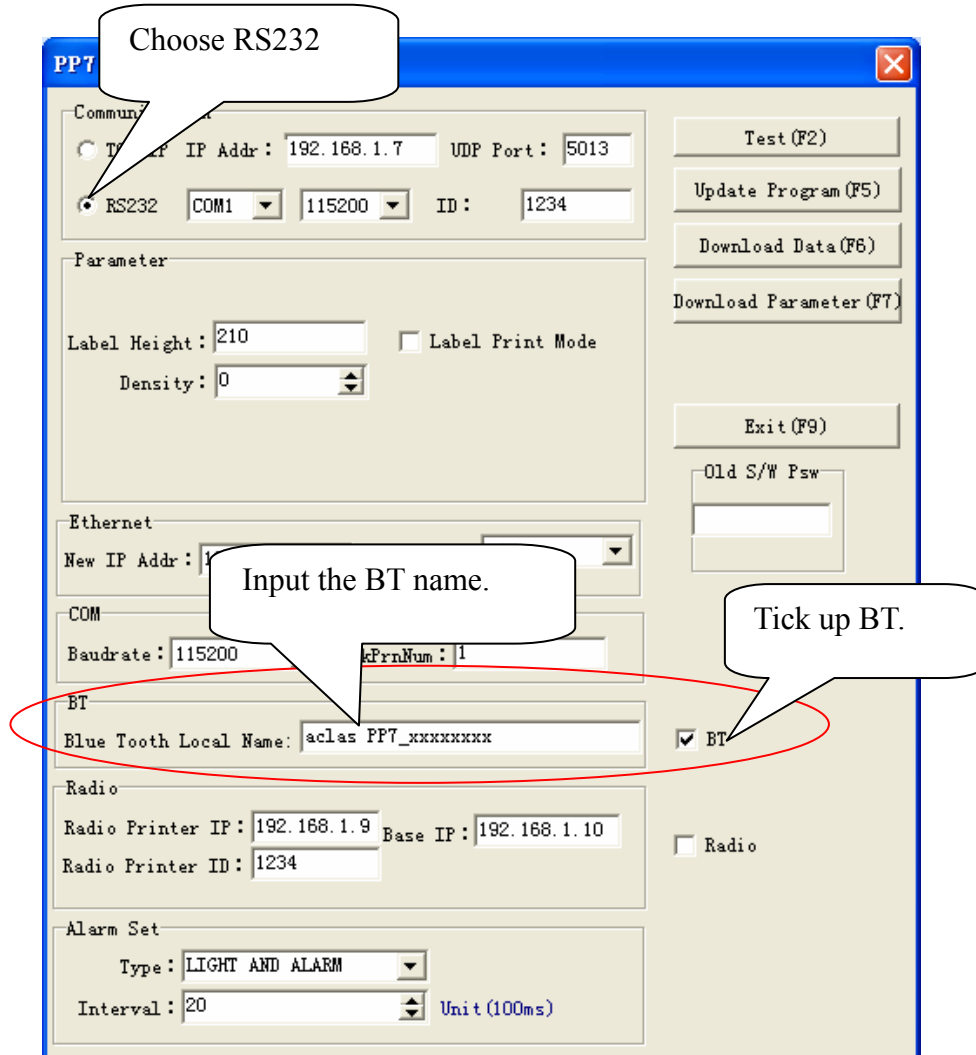 Choose RS232
PP7
Communi
IP Addr: 192.168.1.7 UDP Port: 5013
RS232 COM1 115200 ID: 1234
Test(F2)
Update Program(F5)
Download Data(F6)
Download Parameter(F7)
Exit(F9)
Old S/W Psw
Parameter
Label Height: 210 Label Print Mode
Density: 0
Ethernet
New IP Addr:
Input the BT name.
COM
Baudrate: 115200 kPrnNum: 1
Tick up BT.
BT
Blue Tooth Local Name: aclas PP7_xxxxxxxx
BT
Radio
Radio Printer IP: 192.168.1.9 Base IP: 192.168.1.10
Radio Printer ID: 1234
Radio
Alarm Set
Type: LIGHT AND ALARM
Interval: 20 Unit(100ms)